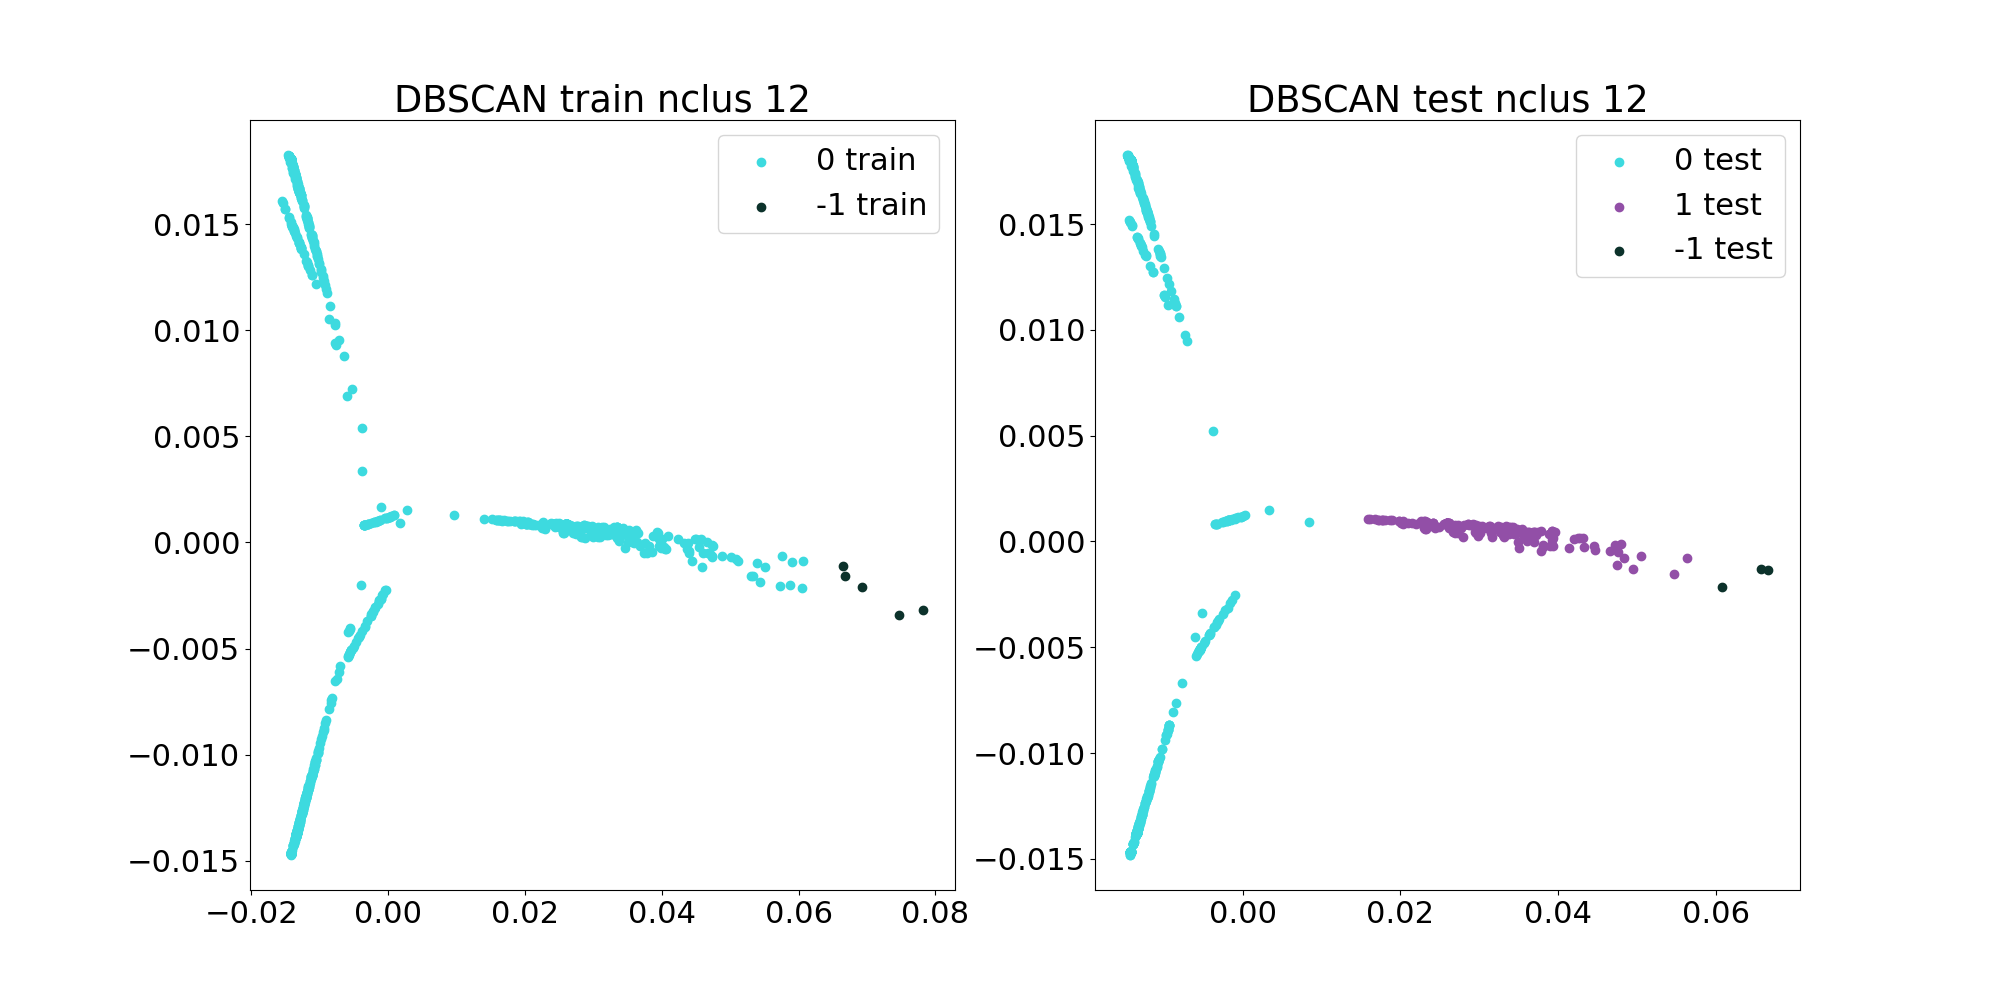 DBSCAN train nclus 12
0 train
-1 train
0.015
0.010
0.005
0.000
−0.005
−0.010
−0.015
−0.02 0.00 0.02 0.04 0.06 0.08
DBSCAN test nclus 12
0 test
1 test
-1 test
0.015
0.010
0.005
0.000
−0.005
−0.010
−0.015
0.00 0.02 0.04 0.06